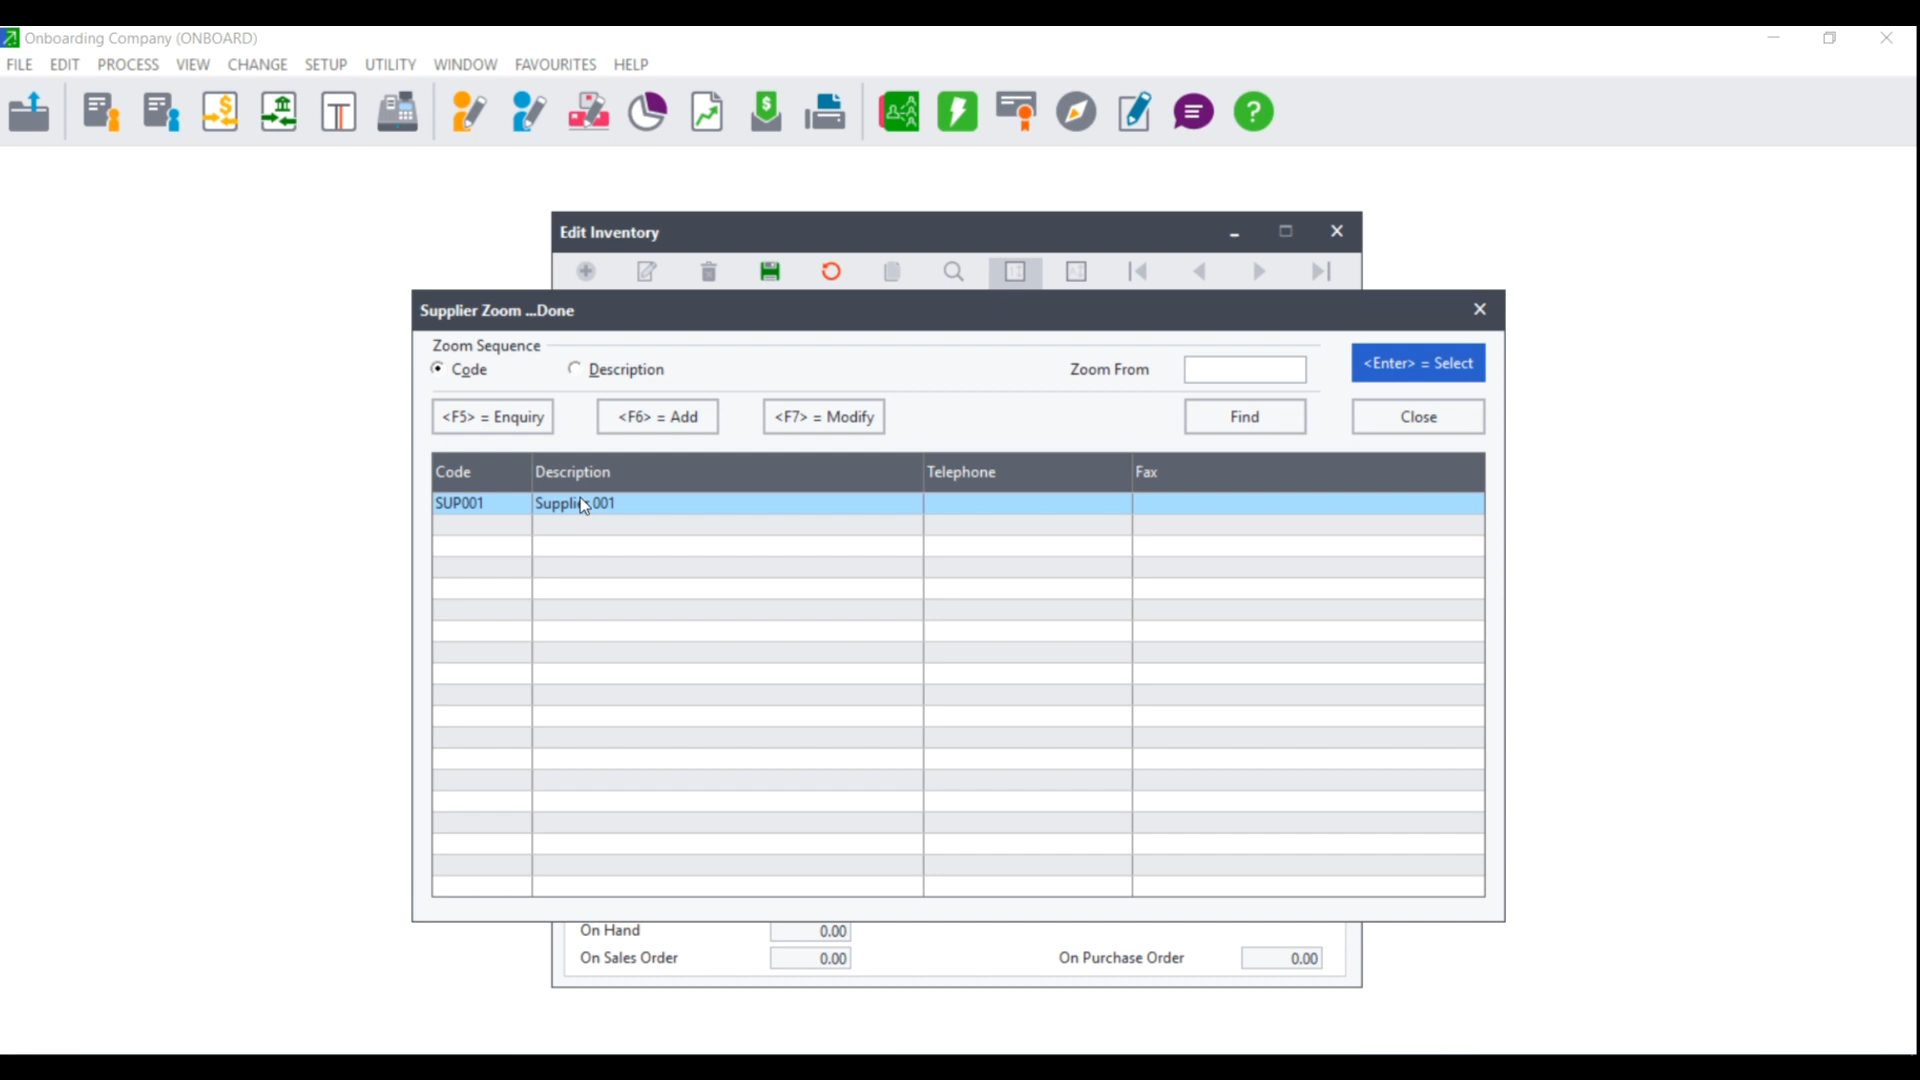 Onboarding Company (ONBOARD)
FILE EDIT PROCESS VIEW CHANGE SETUP UTILITY WINDOW FAVOURITES HELP
Edit Inventory
Supplier Zoom ...Done
Zoom Sequence
Code Description Zoom From <Enter> = Select
<F5> = Enquiry <F6> = Add <F7> = Modify Find Close
Code Description Telephone Fax
SUP001 Supplier 001
On Hand 0.00
On Sales Order 0.00 On Purchase Order 0.00